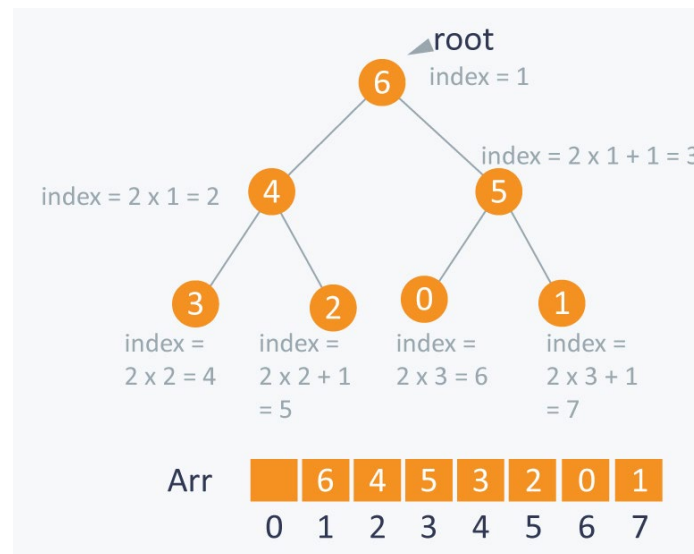 root
6
index = 1
index = 2 x 1 + 1 = 3
index = 2 x 1 = 2
4
5
3
2
0
1
index =
2 x 2 = 4
index =
2 x 2 + 1
= 5
index =
2 x 3 = 6
index =
2 x 3 + 1
= 7
Arr 6 4 5 3 2 0 1
0 1 2 3 4 5 6 7